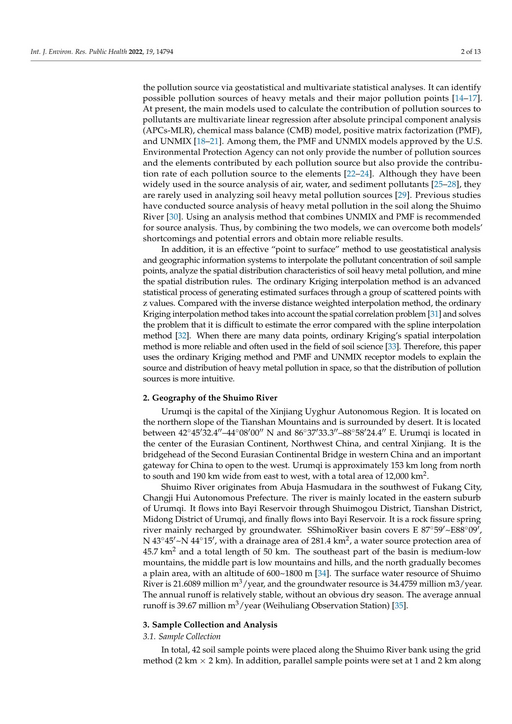 Int. J. Environ. Res. Public Health 2022, 19, 14794
2 of 13
the pollution source via geostatistical and multivariate statistical analyses. It can identify
possible pollution sources of heavy metals and their major pollution points [14–17].
At present, the main models used to calculate the contribution of pollution sources to
pollutants are multivariate linear regression after absolute principal component analysis
(APCs-MLR), chemical mass balance (CMB) model, positive matrix factorization (PMF),
and UNMIX [18–21]. Among them, the PMF and UNMIX models approved by the U.S.
Environmental Protection Agency can not only provide the number of pollution sources
and the elements contributed by each pollution source but also provide the contribu-
tion rate of each pollution source to the elements [22–24]. Although they have been
widely used in the source analysis of air, water, and sediment pollutants [25–28], they
are rarely used in analyzing soil heavy metal pollution sources [29]. Previous studies
have conducted source analysis of heavy metal pollution in the soil along the Shuimo
River [30]. Using an analysis method that combines UNMIX and PMF is recommended
for source analysis. Thus, by combining the two models, we can overcome both models’
shortcomings and potential errors and obtain more reliable results.
In addition, it is an effective “point to surface” method to use geostatistical analysis
and geographic information systems to interpolate the pollutant concentration of soil sample
points, analyze the spatial distribution characteristics of soil heavy metal pollution, and mine
the spatial distribution rules. The ordinary Kriging interpolation method is an advanced
statistical process of generating estimated surfaces through a group of scattered points with
z values. Compared with the inverse distance weighted interpolation method, the ordinary
Kriging interpolation method takes into account the spatial correlation problem [31] and solves
the problem that it is difficult to estimate the error compared with the spline interpolation
method [32]. When there are many data points, ordinary Kriging’s spatial interpolation
method is more reliable and often used in the field of soil science [33]. Therefore, this paper
uses the ordinary Kriging method and PMF and UNMIX receptor models to explain the
source and distribution of heavy metal pollution in space, so that the distribution of pollution
sources is more intuitive.
2. Geography of the Shuimo River
Urumqi is the capital of the Xinjiang Uyghur Autonomous Region. It is located on
the northern slope of the Tianshan Mountains and is surrounded by desert. It is located
between 42°45′32.4″–44°08′00″ N and 86°37′33.3″–88°58′24.4″ E. Urumqi is located in
the center of the Eurasian Continent, Northwest China, and central Xinjiang. It is the
bridgehead of the Second Eurasian Continental Bridge in western China and an important
gateway for China to open to the west. Urumqi is approximately 153 km long from north
to south and 190 km wide from east to west, with a total area of 12,000 km².
Shuimo River originates from Abuja Hasmudara in the southwest of Fukang City,
Changji Hui Autonomous Prefecture. The river is mainly located in the eastern suburb
of Urumqi. It flows into Bayi Reservoir through Shuimogou District, Tianshan District,
Midong District of Urumqi, and finally flows into Bayi Reservoir. It is a rock fissure spring
river mainly recharged by groundwater. SShimoRiver basin covers E 87°59′–E88°09′,
N 43°45′–N 44°15′, with a drainage area of 281.4 km², a water source protection area of
45.7 km² and a total length of 50 km. The southeast part of the basin is medium-low
mountains, the middle part is low mountains and hills, and the north gradually becomes
a plain area, with an altitude of 600~1800 m [34]. The surface water resource of Shuimo
River is 21.6089 million m³/year, and the groundwater resource is 34.4759 million m3/year.
The annual runoff is relatively stable, without an obvious dry season. The average annual
runoff is 39.67 million m³/year (Weihuliang Observation Station) [35].
3. Sample Collection and Analysis
3.1. Sample Collection
In total, 42 soil sample points were placed along the Shuimo River bank using the grid
method (2 km × 2 km). In addition, parallel sample points were set at 1 and 2 km along